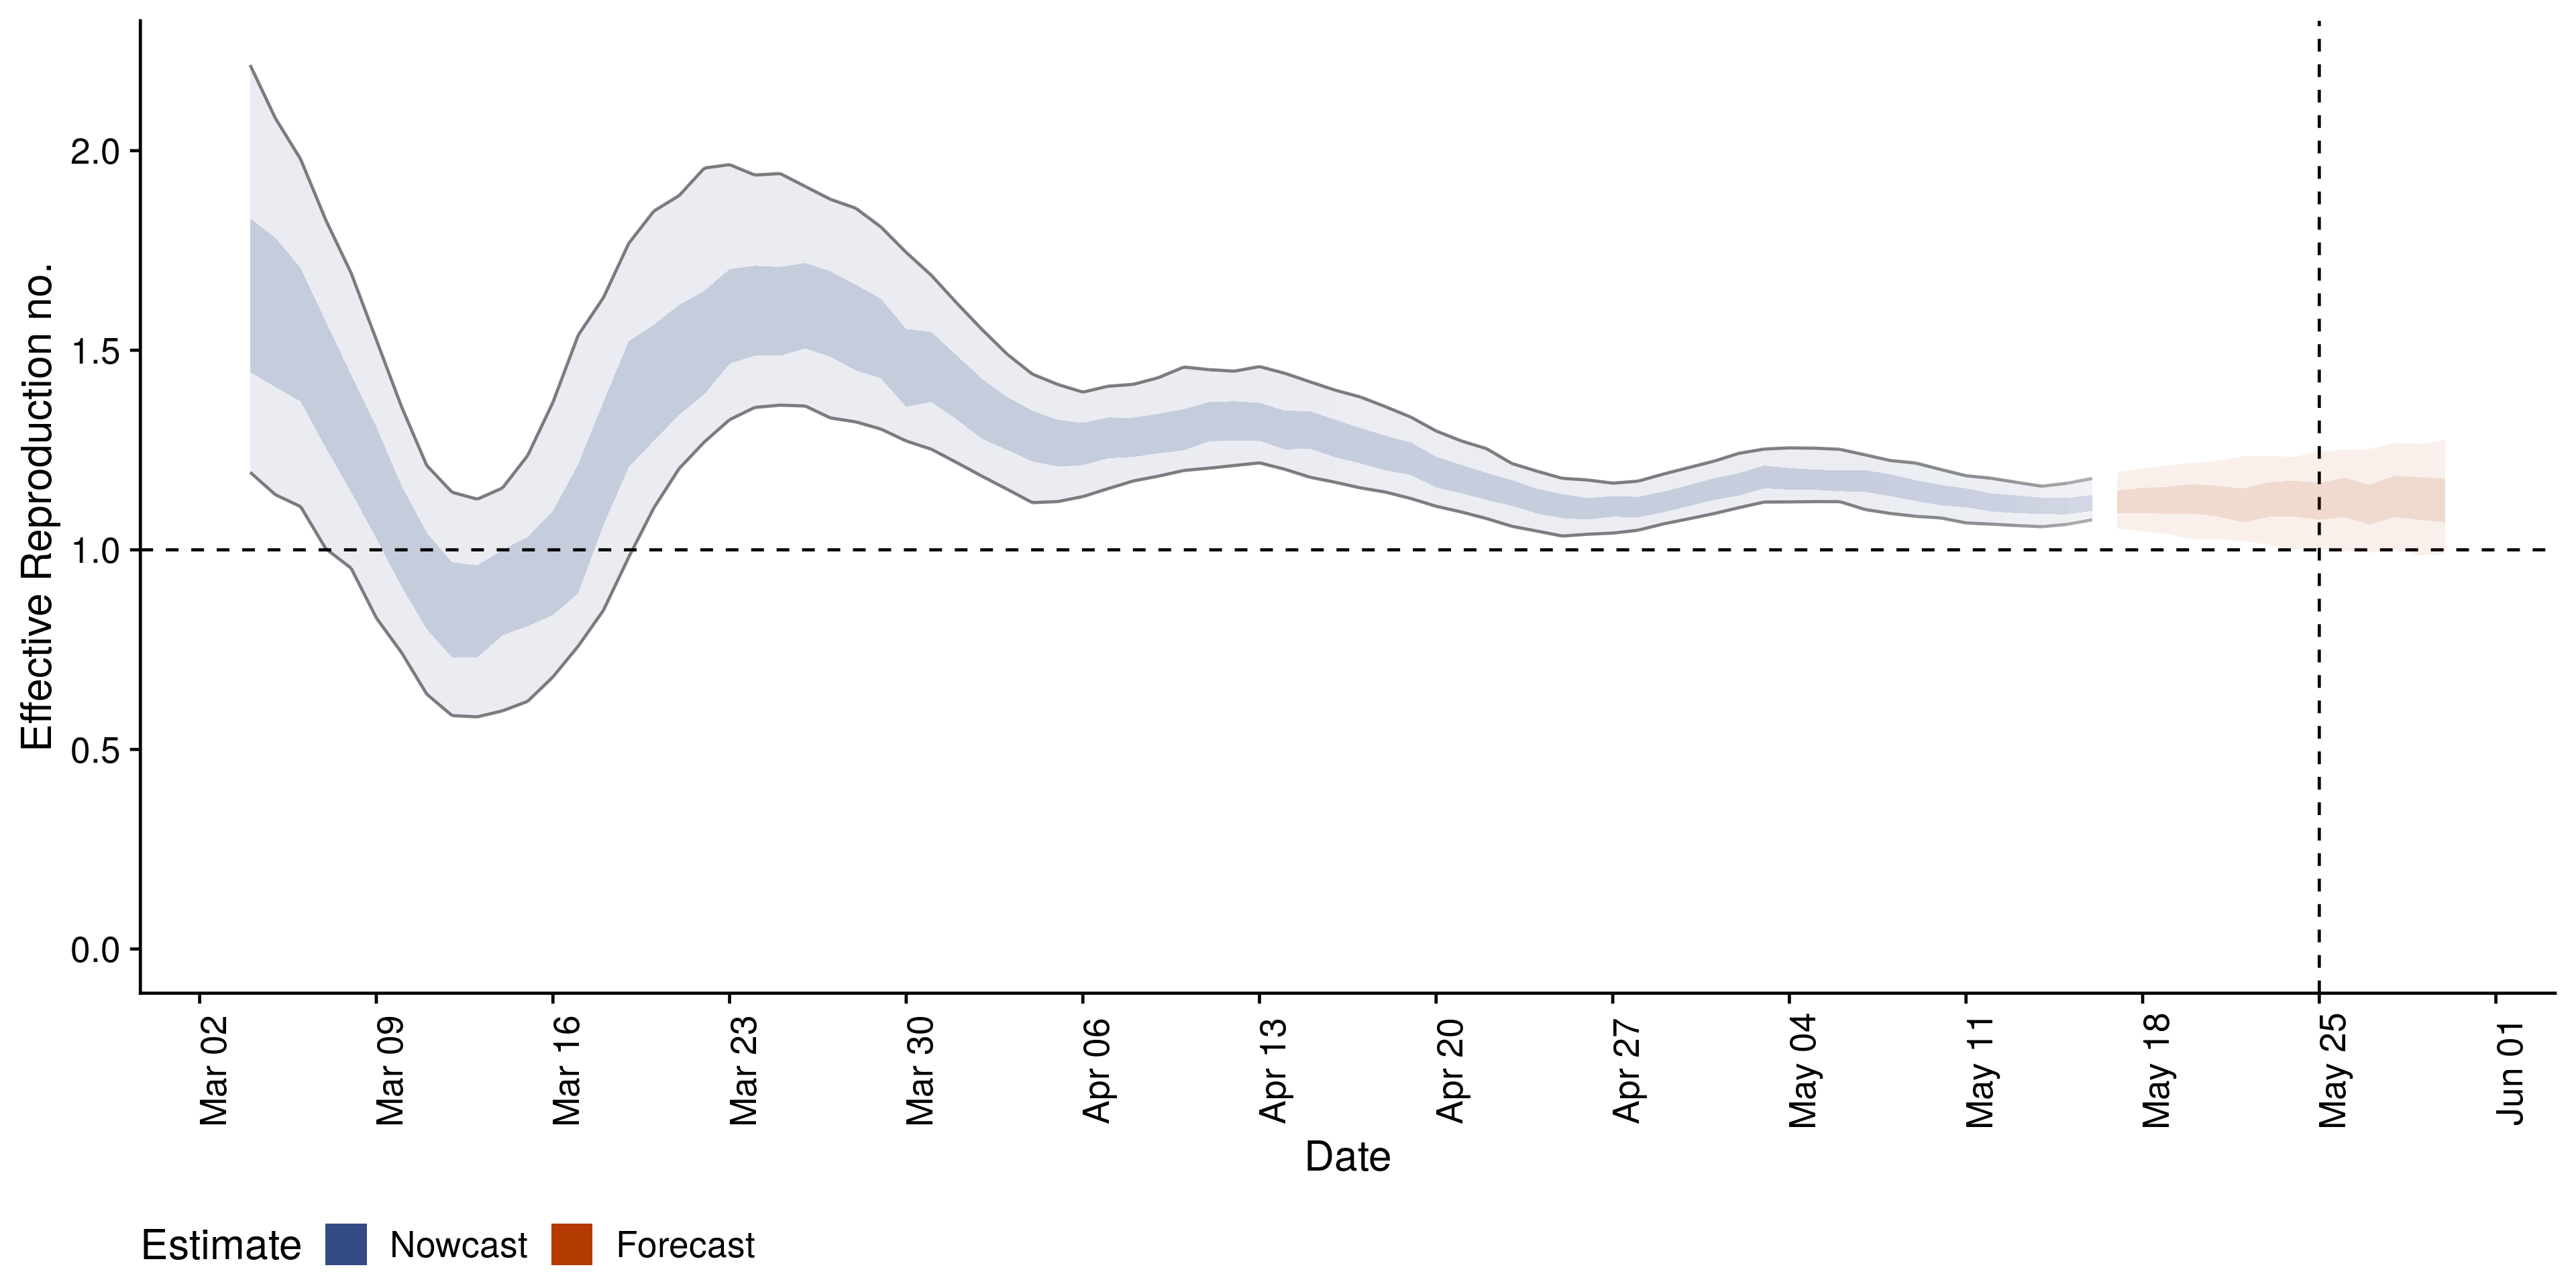 Effective Reproduction no.
2.0
1.5
1.0
0.5
0.0
Mar 02
Mar 09
Mar 16
Mar 23
Mar 30
Apr 06
Apr 13
Apr 20
Apr 27
May 04
May 11
May 18
May 25
Jun 01
Date
Estimate Nowcast Forecast